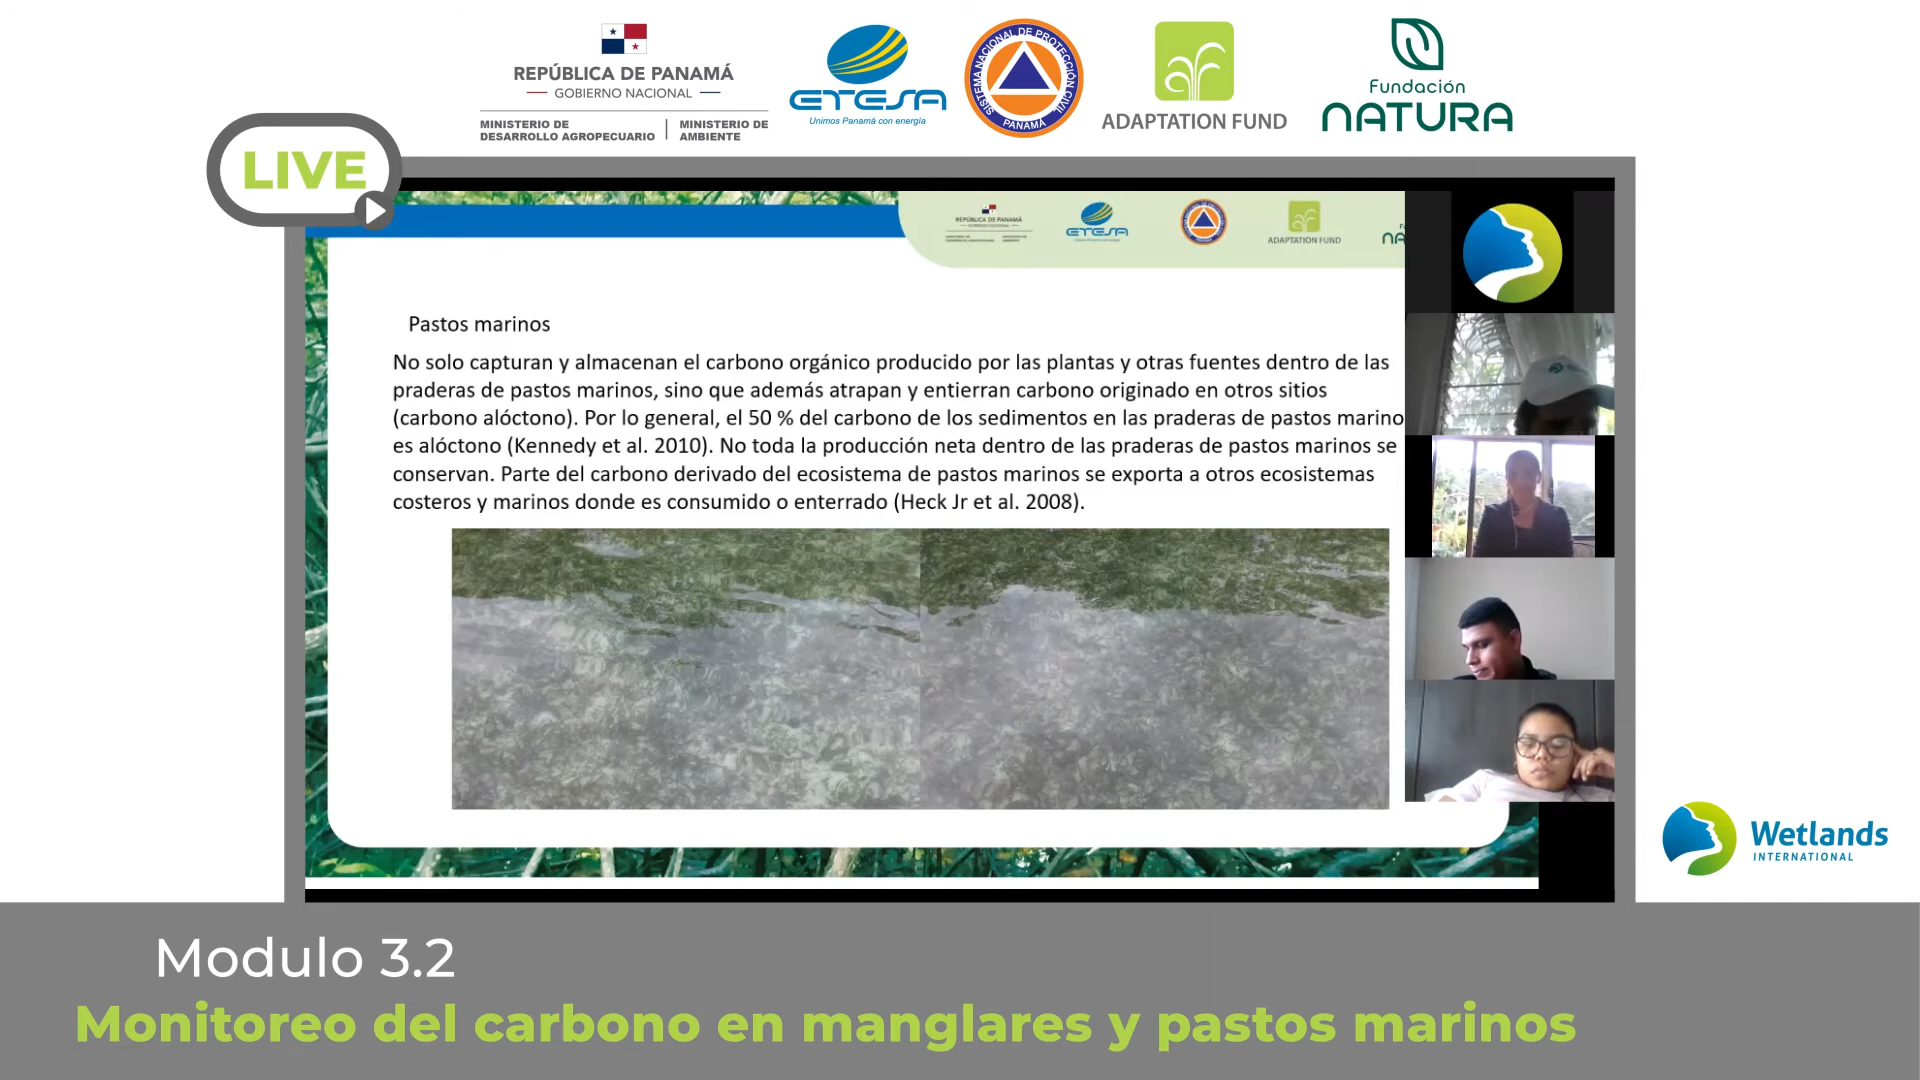 REPÚBLICA DE PANAMÁ
GOBIERNO NACIONAL
MINISTERIO DE
DESARROLLO AGROPECUARIO
MINISTERIO DE
AMBIENTE
ETESA
Unimos Panamá con energía
SISTEMA NACIONAL DE PROTECCIÓN CIVIL
PANAMÁ
ADAPTATION FUND
Fundación
NATURA
LIVE
REPÚBLICA DE PANAMÁ
ETESA
ADAPTATION FUND
Pastos marinos
No solo capturan y almacenan el carbono orgánico producido por las plantas y otras fuentes dentro de las
praderas de pastos marinos, sino que además atrapan y entierran carbono originado en otros sitios
(carbono alóctono). Por lo general, el 50 % del carbono de los sedimentos en las praderas de pastos marino
es alóctono (Kennedy et al. 2010). No toda la producción neta dentro de las praderas de pastos marinos se
conservan. Parte del carbono derivado del ecosistema de pastos marinos se exporta a otros ecosistemas
costeros y marinos donde es consumido o enterrado (Heck Jr et al. 2008).
Wetlands
INTERNATIONAL
Modulo 3.2
Monitoreo del carbono en manglares y pastos marinos